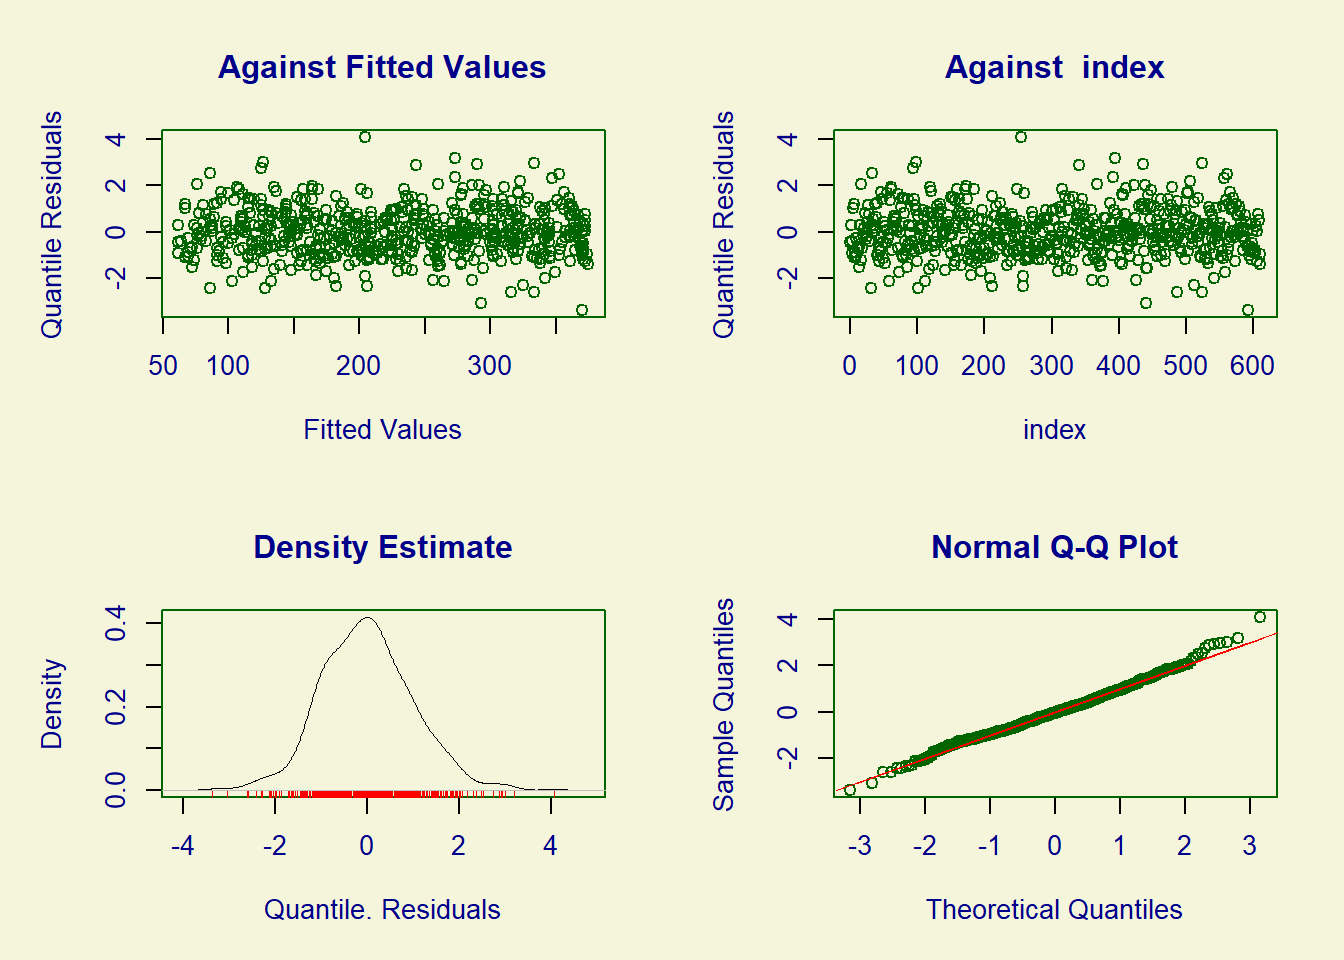 Against Fitted Values
Quantile Residuals
4
2
0
-2
50 100 200 300
Fitted Values
Against  index
Quantile Residuals
4
2
0
-2
0 100 200 300 400 500 600
index
Density Estimate
Density
0.4
0.2
0.0
-4 -2 0 2 4
Quantile. Residuals
Normal Q-Q Plot
Sample Quantiles
4
2
0
-2
-3 -2 -1 0 1 2 3
Theoretical Quantiles